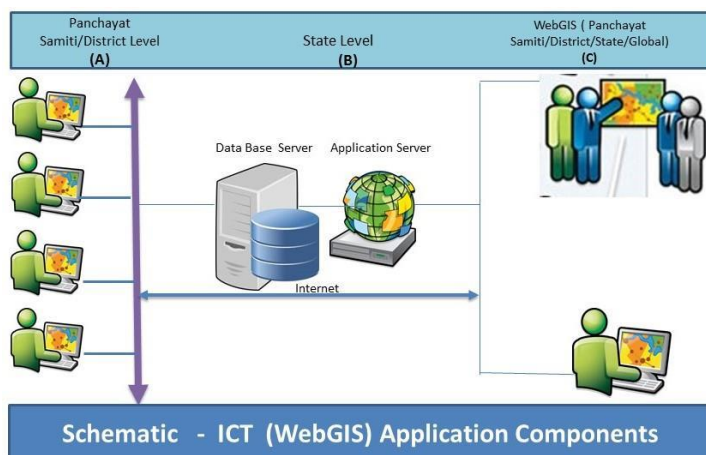 Panchayat
Samiti/District Level
(A)
State Level
(B)
WebGIS ( Panchayat
Samiti/District/State/Global)
(C)
Data Base Server
Application Server
Internet
Schematic - ICT (WebGIS) Application Components